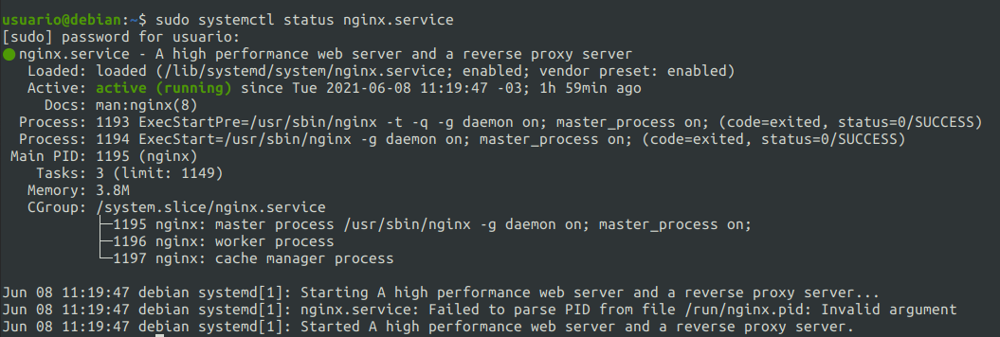 usuario@debian:~$ sudo systemctl status nginx.service
[sudo] password for usuario:
● nginx.service - A high performance web server and a reverse proxy server
   Loaded: loaded (/lib/systemd/system/nginx.service; enabled; vendor preset: enabled)
   Active: active (running) since Tue 2021-06-08 11:19:47 -03; 1h 59min ago
     Docs: man:nginx(8)
  Process: 1193 ExecStartPre=/usr/sbin/nginx -t -q -g daemon on; master_process on; (code=exited, status=0/SUCCESS)
  Process: 1194 ExecStart=/usr/sbin/nginx -g daemon on; master_process on; (code=exited, status=0/SUCCESS)
 Main PID: 1195 (nginx)
    Tasks: 3 (limit: 1149)
   Memory: 3.8M
   CGroup: /system.slice/nginx.service
           ├─1195 nginx: master process /usr/sbin/nginx -g daemon on; master_process on;
           ├─1196 nginx: worker process
           └─1197 nginx: cache manager process
Jun 08 11:19:47 debian systemd[1]: Starting A high performance web server and a reverse proxy server...
Jun 08 11:19:47 debian systemd[1]: nginx.service: Failed to parse PID from file /run/nginx.pid: Invalid argument
Jun 08 11:19:47 debian systemd[1]: Started A high performance web server and a reverse proxy server.